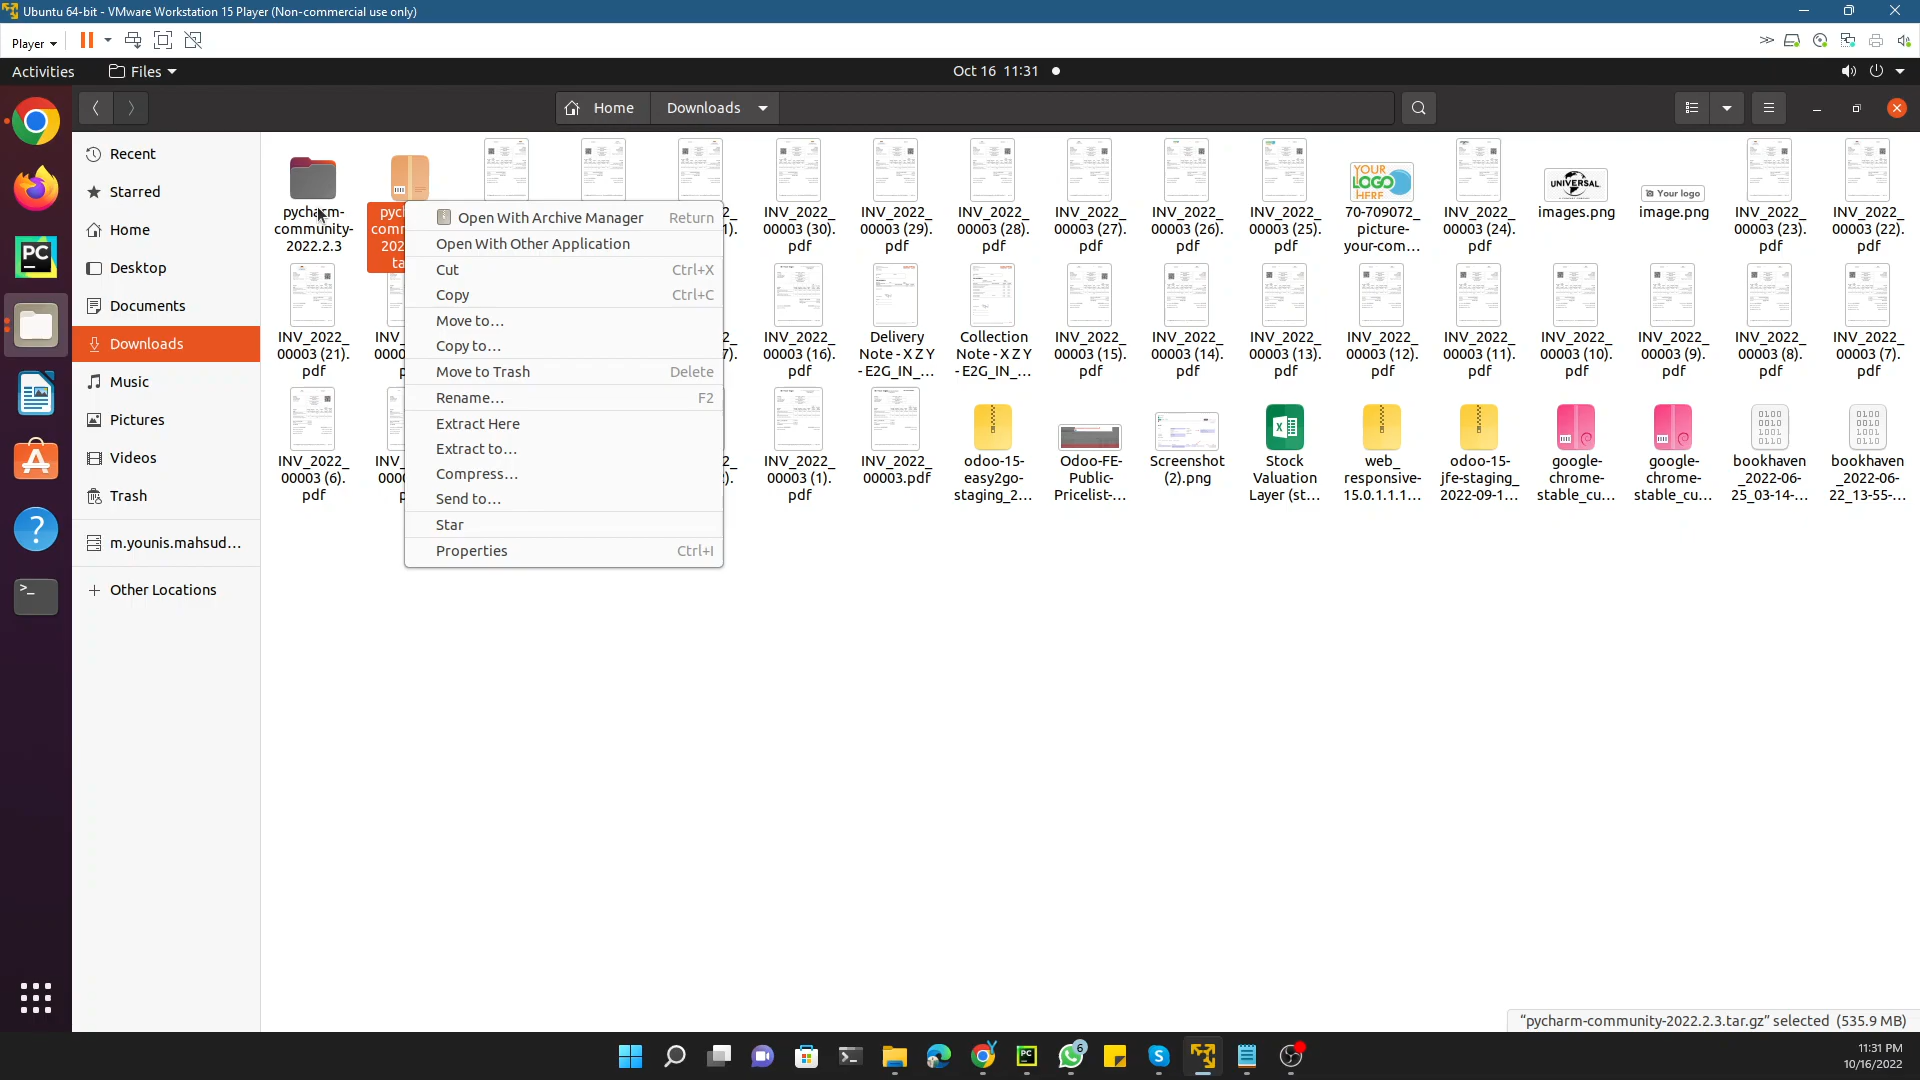 Ubuntu 64-bit - VMware Workstation 15 Player (Non-commercial use only)
Player
Activities
Files
Oct 16 11:31
Home
Downloads
Recent
Starred
Home
Desktop
Documents
Downloads
Music
Pictures
Videos
Trash
m.younis.mahsud...
Other Locations
pycharm-
community-
2022.2.3
INV_2022_
00003 (30).
pdf
INV_2022_
00003 (29).
pdf
INV_2022_
00003 (28).
pdf
INV_2022_
00003 (27).
pdf
INV_2022_
00003 (26).
pdf
INV_2022_
00003 (25).
pdf
YOUR
LOGO
HERE
70-709072_
picture-
your-com...
INV_2022_
00003 (24).
pdf
UNIVERSAL
images.png
Your logo
image.png
INV_2022_
00003 (23).
pdf
INV_2022_
00003 (22).
pdf
Open With Archive Manager Return
Open With Other Application
Cut Ctrl+X
Copy Ctrl+C
Move to...
Copy to...
Move to Trash Delete
Rename... F2
Extract Here
Extract to...
Compress...
Send to...
Star
Properties Ctrl+I
INV_2022_
00003 (21).
pdf
INV_2022_
00003 (16).
pdf
Delivery
Note - X Z Y
- E2G_IN_...
Collection
Note - X Z Y
- E2G_IN_...
INV_2022_
00003 (15).
pdf
INV_2022_
00003 (14).
pdf
INV_2022_
00003 (13).
pdf
INV_2022_
00003 (12).
pdf
INV_2022_
00003 (11).
pdf
INV_2022_
00003 (10).
pdf
INV_2022_
00003 (9).
pdf
INV_2022_
00003 (8).
pdf
INV_2022_
00003 (7).
pdf
INV_2022_
00003 (6).
pdf
INV_2022_
00003 (1).
pdf
INV_2022_
00003.pdf
odoo-15-
easy2go-
staging_2...
Odoo-FE-
Public-
Pricelist-...
Screenshot
(2).png
Stock
Valuation
Layer (st...
web_
responsive-
15.0.1.1.1...
odoo-15-
jfe-staging_
2022-09-1...
google-
chrome-
stable_cu...
google-
chrome-
stable_cu...
bookhaven
_2022-06-
25_03-14-...
bookhaven
_2022-06-
22_13-55-...
"pycharm-community-2022.2.3.tar.gz" selected (535.9 MB)
11:31 PM
10/16/2022